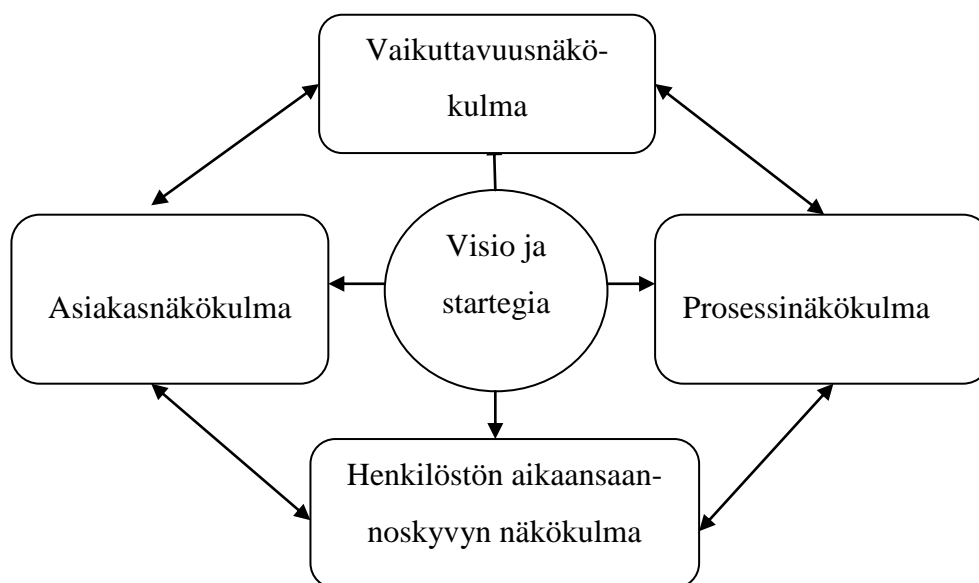 Vaikuttavuusnäkö-
kulma
Visio ja
startegia
Asiakasnäkökulma
Prosessinäkökulma
Henkilöstön aikaansaan-
noskyvyn näkökulma